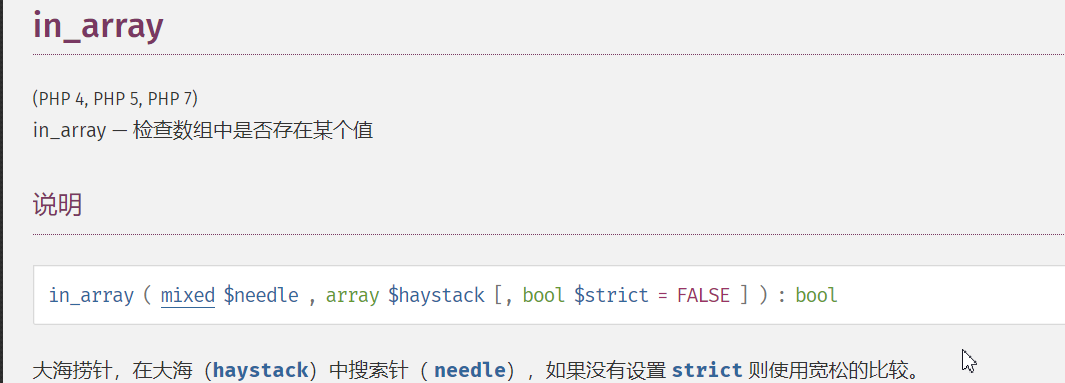 in_array
(PHP 4, PHP 5, PHP 7)
in_array — 检查数组中是否存在某个值
说明
in_array ( mixed $needle , array $haystack [, bool $strict = FALSE ] ) : bool
大海捞针，在大海（haystack）中搜索针（ needle），如果没有设置 strict 则使用宽松的比较。